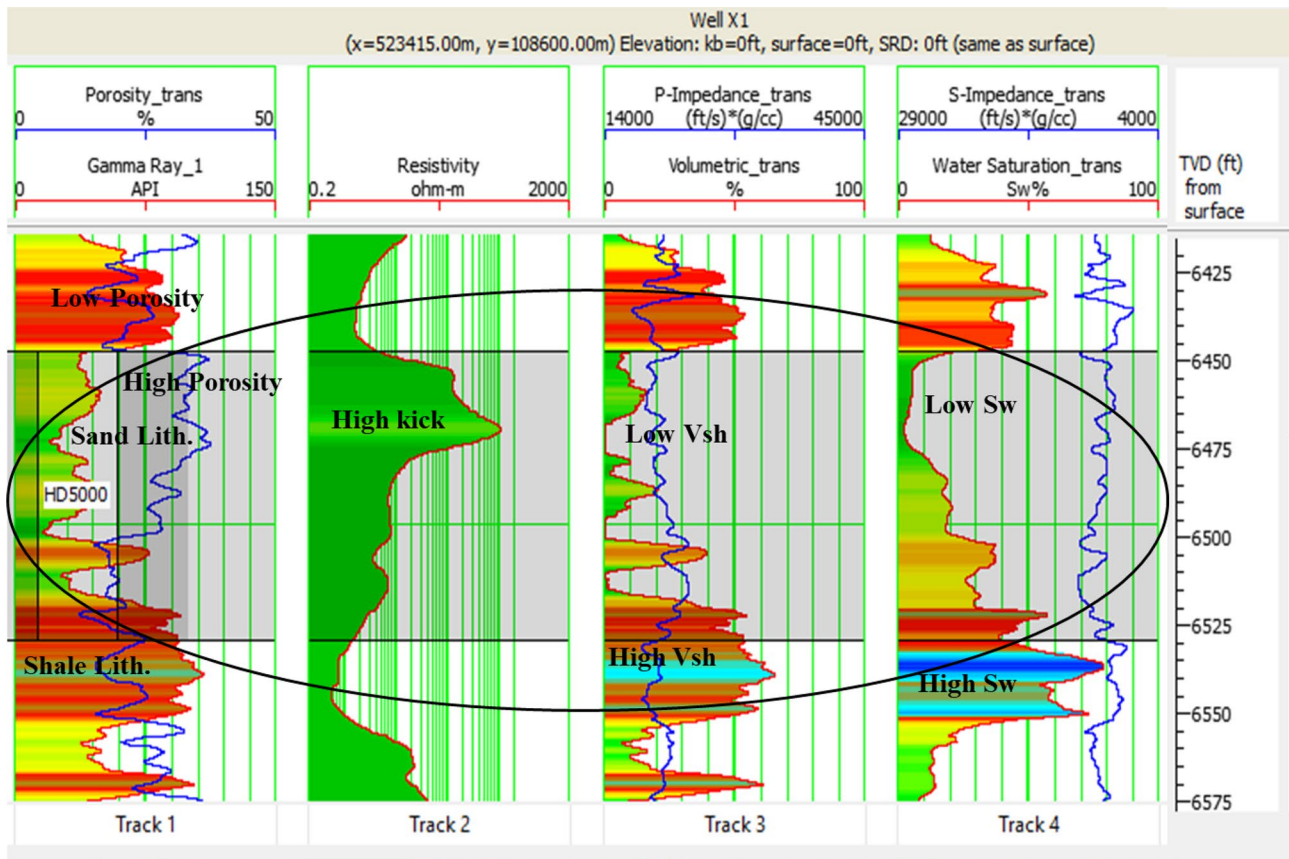 Well X1
(x=523415.00m, y=108600.00m) Elevation: kb=0ft, surface=0ft, SRD: 0ft (same as surface)
Porosity_trans
0 % 50
Gamma Ray_1
0 API 150
Resistivity
0.2 ohm-m 2000
P-Impedance_trans
14000 (ft/s)*(g/cc) 45000
Volumetric_trans
0 % 100
S-Impedance_trans
29000 (ft/s)*(g/cc) 4000
Water Saturation_trans
0 Sw% 100
TVD (ft)
from
surface
Low Porosity
High Porosity
Sand Lith.
HD5000
Shale Lith.
High kick
Low Vsh
High Vsh
Low Sw
High Sw
6425
6450
6475
6500
6525
6550
6575
Track 1
Track 2
Track 3
Track 4